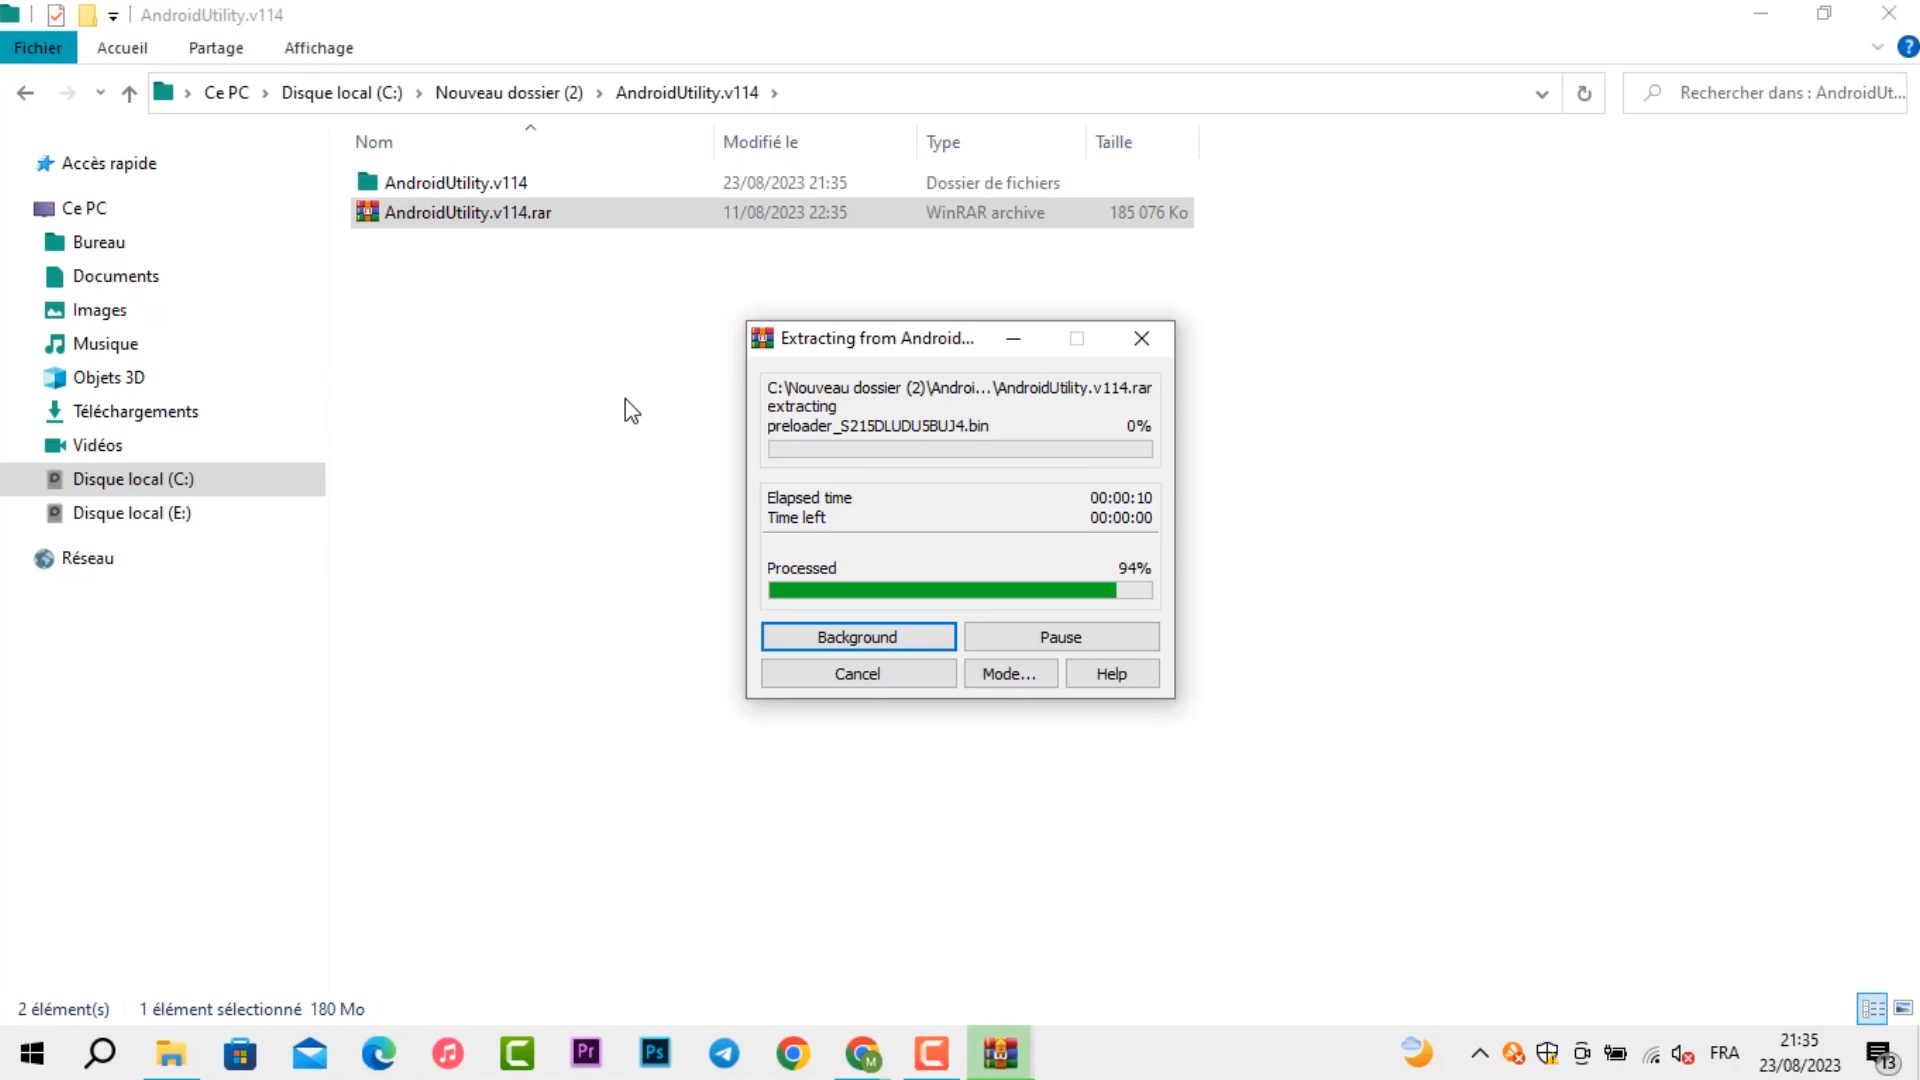 AndroidUtility.v114
Fichier Accueil Partage Affichage
Ce PC Disque local (C:) Nouveau dossier (2) AndroidUtility.v114
Rechercher dans : AndroidUt...
Nom Modifié le Type Taille
AndroidUtility.v114 23/08/2023 21:35 Dossier de fichiers
AndroidUtility.v114.rar 11/08/2023 22:35 WinRAR archive 185 076 Ko
Accès rapide
Ce PC
Bureau
Documents
Images
Musique
Objets 3D
Téléchargements
Vidéos
Disque local (C:)
Disque local (E:)
Réseau
Extracting from Android...
C:\Nouveau dossier (2)\Androi...\AndroidUtility.v114.rar
extracting
preloader_S215DLUDU5BUJ4.bin 0%
Elapsed time 00:00:10
Time left 00:00:00
Processed 94%
Background Pause
Cancel Mode... Help
2 élément(s) 1 élément sélectionné 180 Mo
Pr Ps M FRA 21:35
23/08/2023 13